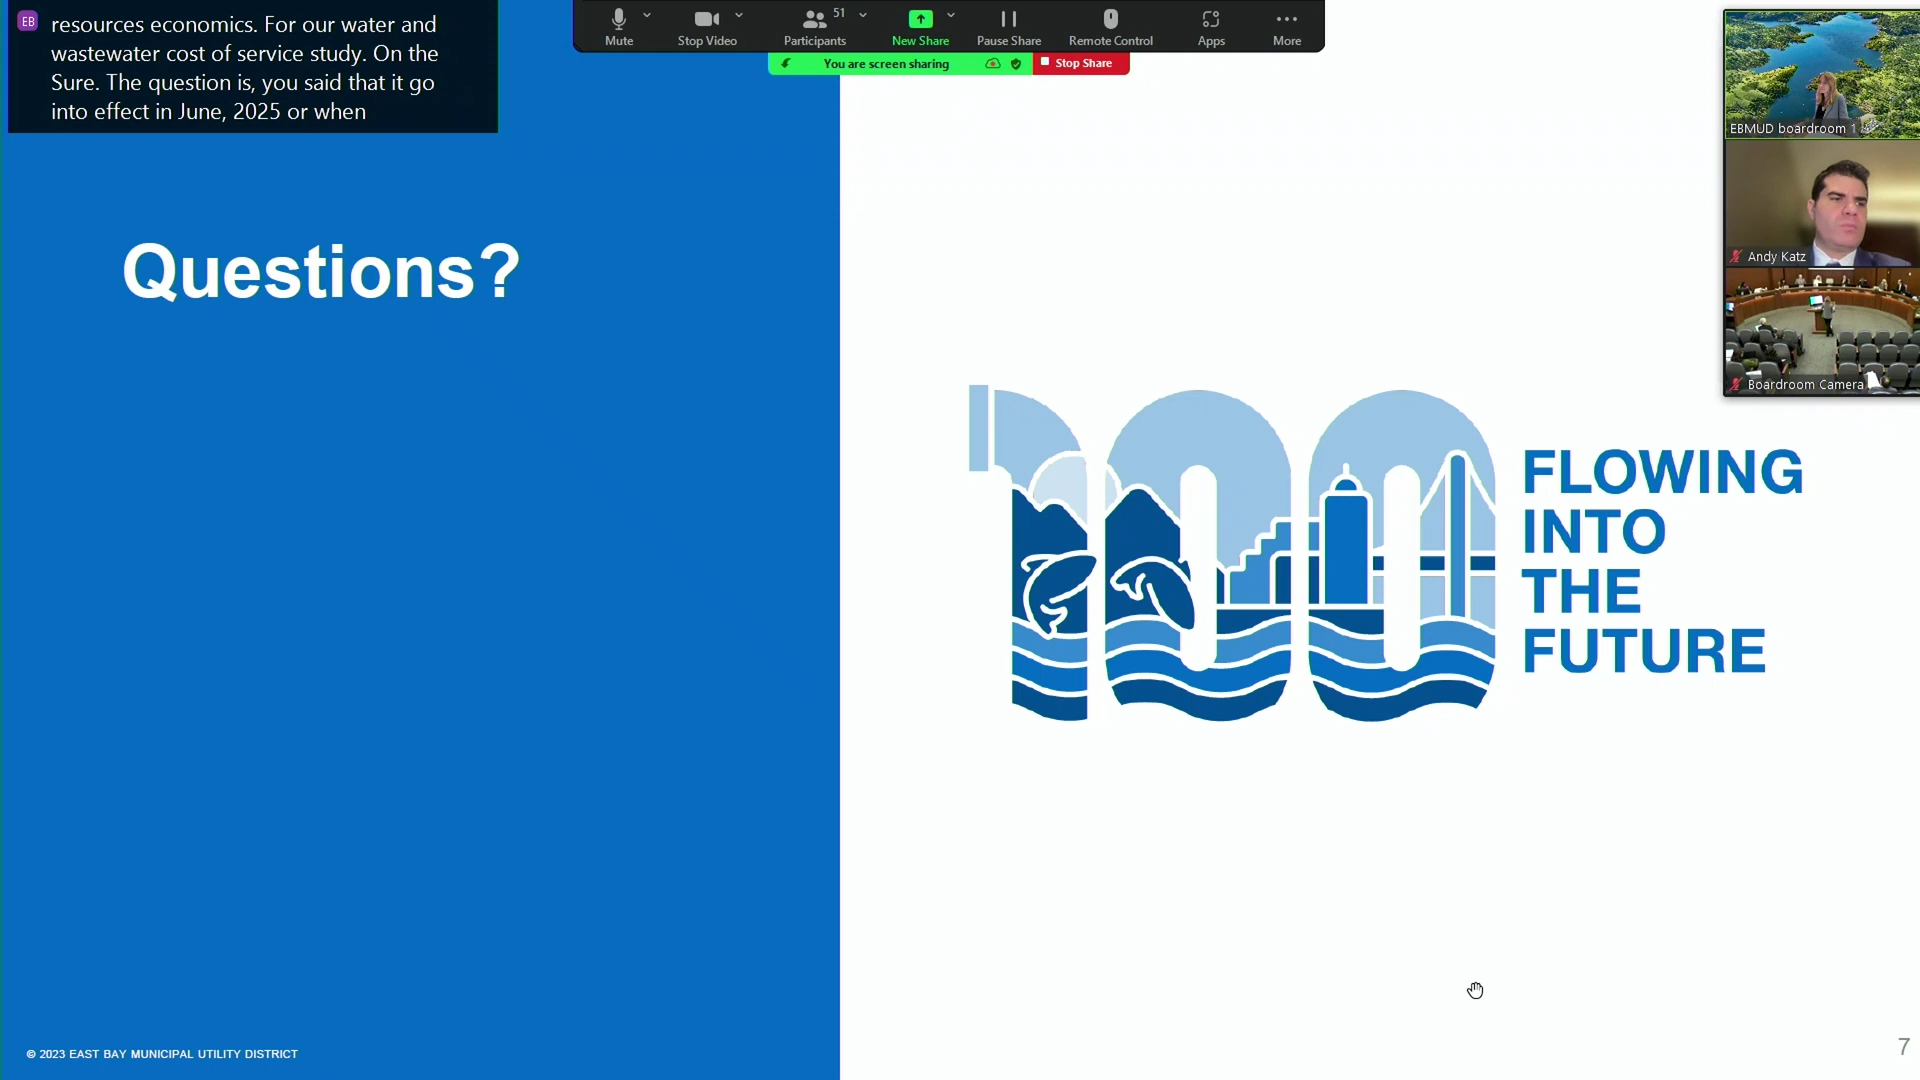 EB
resources economics. For our water and
wastewater cost of service study. On the
Sure. The question is, you said that it go
into effect in June, 2025 or when
Mute
Stop Video
51
Participants
New Share
Pause Share
Remote Control
Apps
More
You are screen sharing
Stop Share
EBMUD boardroom 1
Andy Katz
Boardroom Camera
Questions?
100
FLOWING
INTO
THE
FUTURE
© 2023 EAST BAY MUNICIPAL UTILITY DISTRICT
7